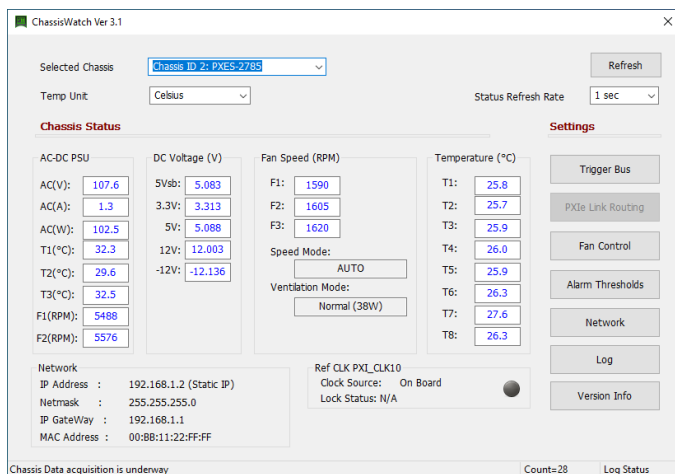 ChassisWatch Ver 3.1
Selected Chassis Chassis ID 2: PXES-2785 Refresh
Temp Unit Celsius Status Refresh Rate 1 sec
Chassis Status Settings
AC-DC PSU DC Voltage (V) Fan Speed (RPM) Temperature (°C)
AC(V): 107.6 5Vsb: 5.083 F1: 1590 T1: 25.8 Trigger Bus
AC(A): 1.3 3.3V: 3.313 F2: 1605 T2: 25.7 PXIe Link Routing
AC(W): 102.5 5V: 5.088 F3: 1620 T3: 25.9
T1(°C): 32.3 12V: 12.003 Speed Mode: T4: 26.0 Fan Control
T2(°C): 29.6 -12V: -12.136 AUTO T5: 25.9
T3(°C): 32.5 Ventilation Mode: T6: 26.3 Alarm Thresholds
F1(RPM): 5488 Normal (38W) T7: 27.6 Network
F2(RPM): 5576 T8: 26.3
Log
Network Ref CLK PXI_CLK10
IP Address : 192.168.1.2 (Static IP) Clock Source: On Board
Netmask : 255.255.255.0 Lock Status: N/A Version Info
IP GateWay : 192.168.1.1
MAC Address : 00:BB:11:22:FF:FF
Chassis Data acquisition is underway Count=28 Log Status